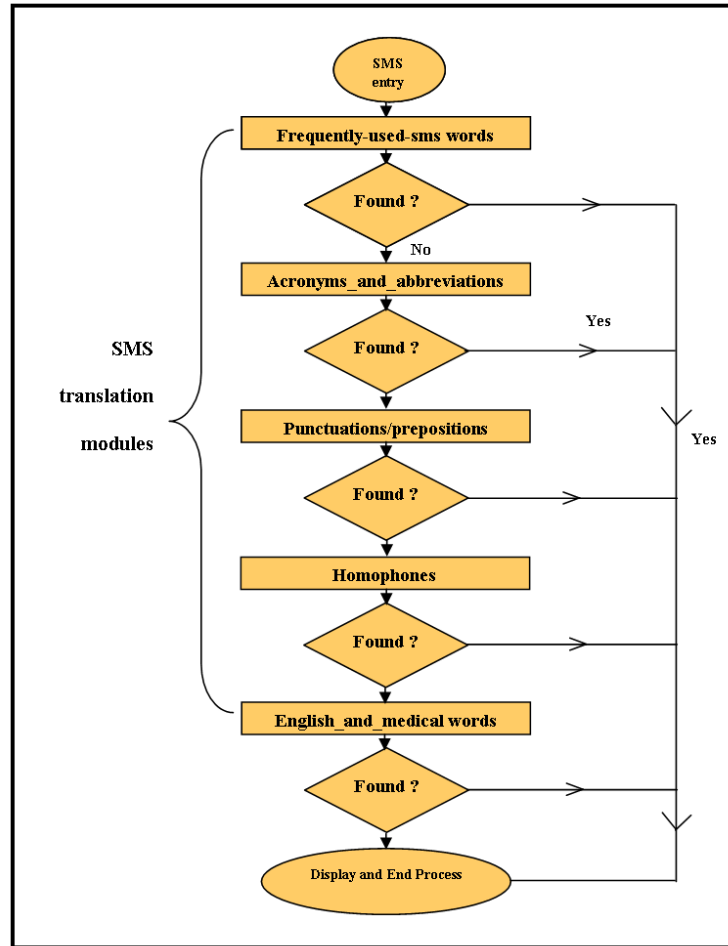 SMS
entry
Frequently-used-sms words
Found ?
No
Acronyms_and_abbreviations
Yes
Found ?
SMS
translation
modules
Punctuations/prepositions
Yes
Found ?
Homophones
Found ?
English_and_medical words
Found ?
Display and End Process